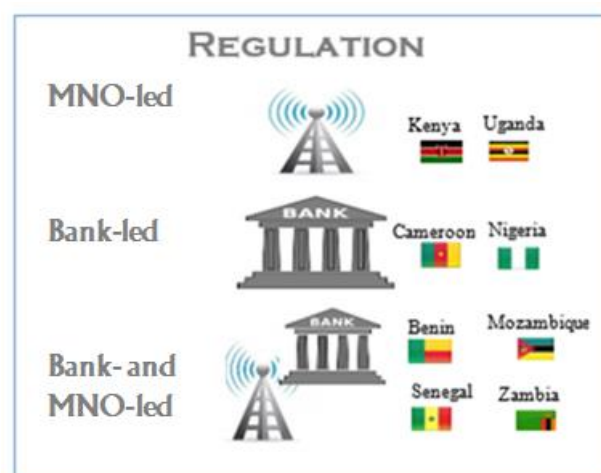 REGULATION
MNO-led
Kenya Uganda
BANK
Bank-led
Cameroon Nigeria
BANK
Benin Mozambique
Bank- and
MNO-led
Senegal Zambia